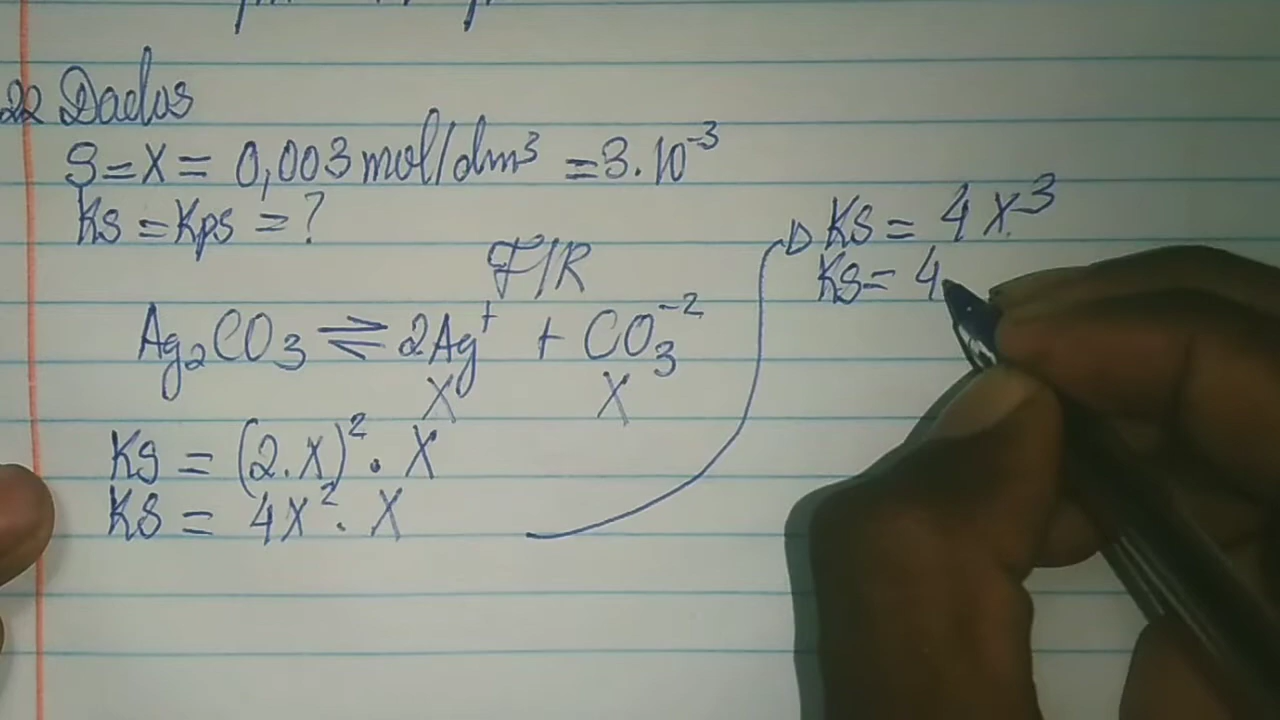 22 Dados
S = X = 0,003 mol/dm³ = 3.10⁻³
Ks = Kps = ?
F/R
Ag₂CO₃ ⇌ 2Ag⁺ + CO₃⁻²
X X
Ks = (2.X)² . X
Ks = 4X² . X
Ks = 4X³
Ks = 4